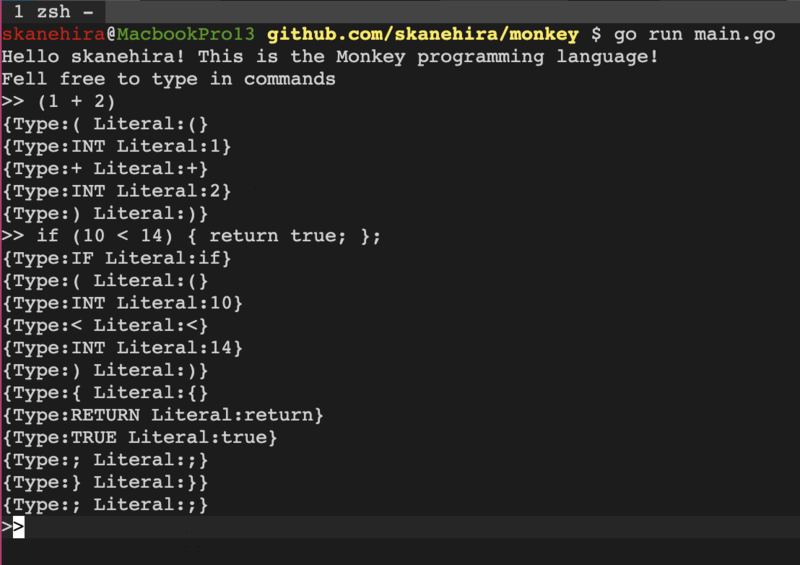 1 zsh -
skanehira@MacbookPro13 github.com/skanehira/monkey $ go run main.go
Hello skanehira! This is the Monkey programming language!
Fell free to type in commands
>> (1 + 2)
{Type:( Literal:(}
{Type:INT Literal:1}
{Type:+ Literal:+}
{Type:INT Literal:2}
{Type:) Literal:)}
>> if (10 < 14) { return true; };
{Type:IF Literal:if}
{Type:( Literal:(}
{Type:INT Literal:10}
{Type:< Literal:<}
{Type:INT Literal:14}
{Type:) Literal:)}
{Type:{ Literal:{}
{Type:RETURN Literal:return}
{Type:TRUE Literal:true}
{Type:; Literal:;}
{Type:} Literal:}}
{Type:; Literal:;}
>>